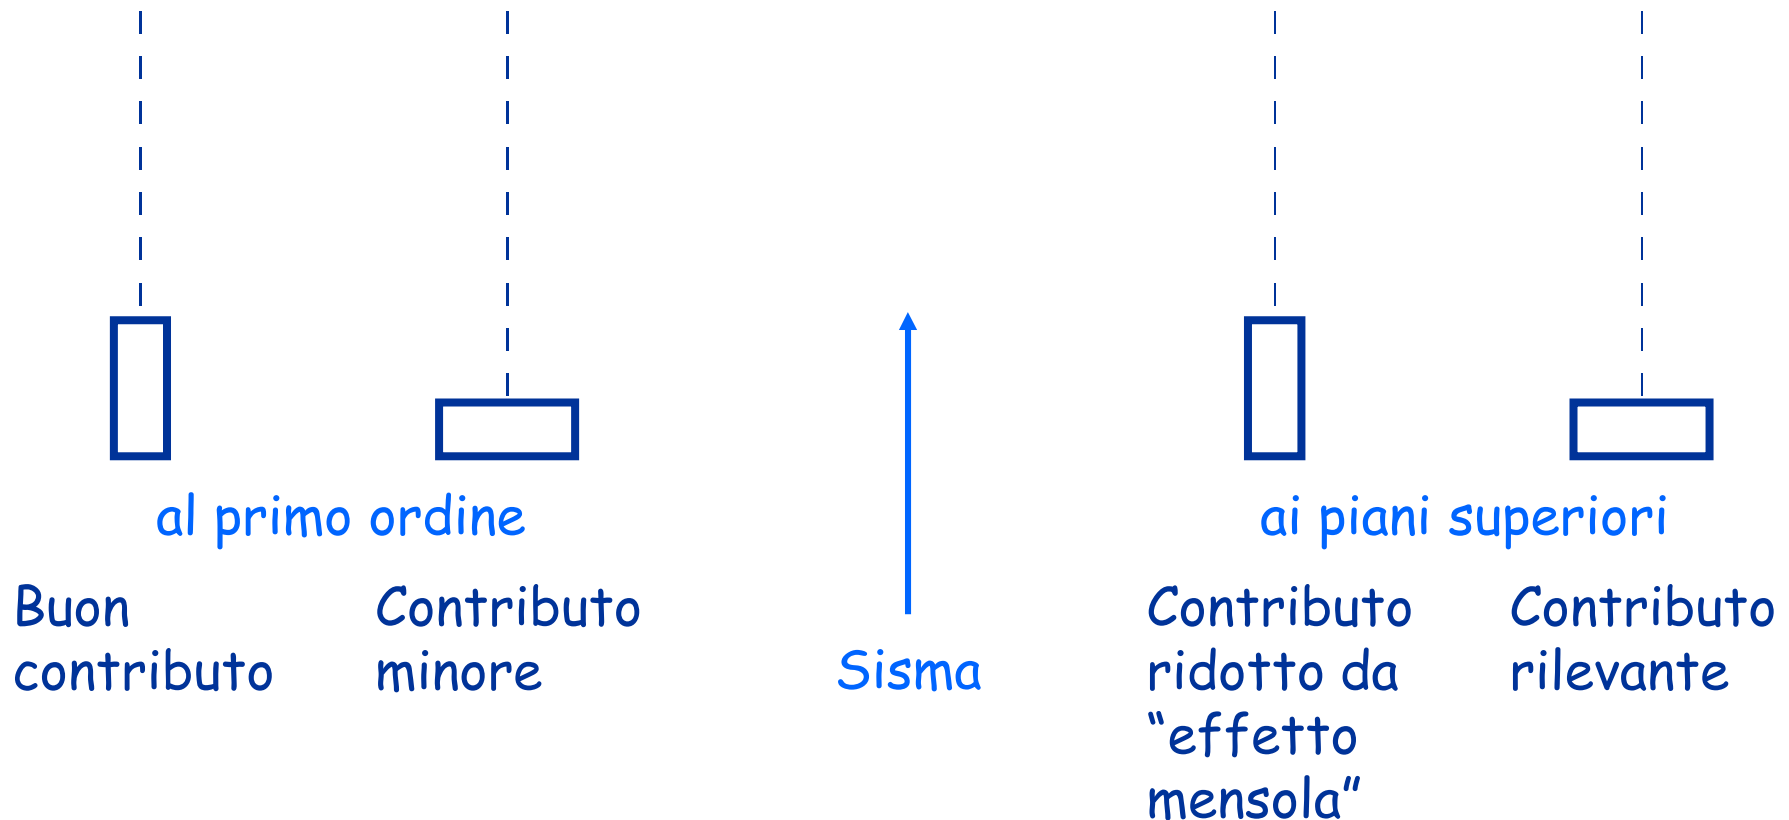 al primo ordine
Buon
contributo
Contributo
minore
Sisma
ai piani superiori
Contributo
ridotto da
“effetto
mensola”
Contributo
rilevante